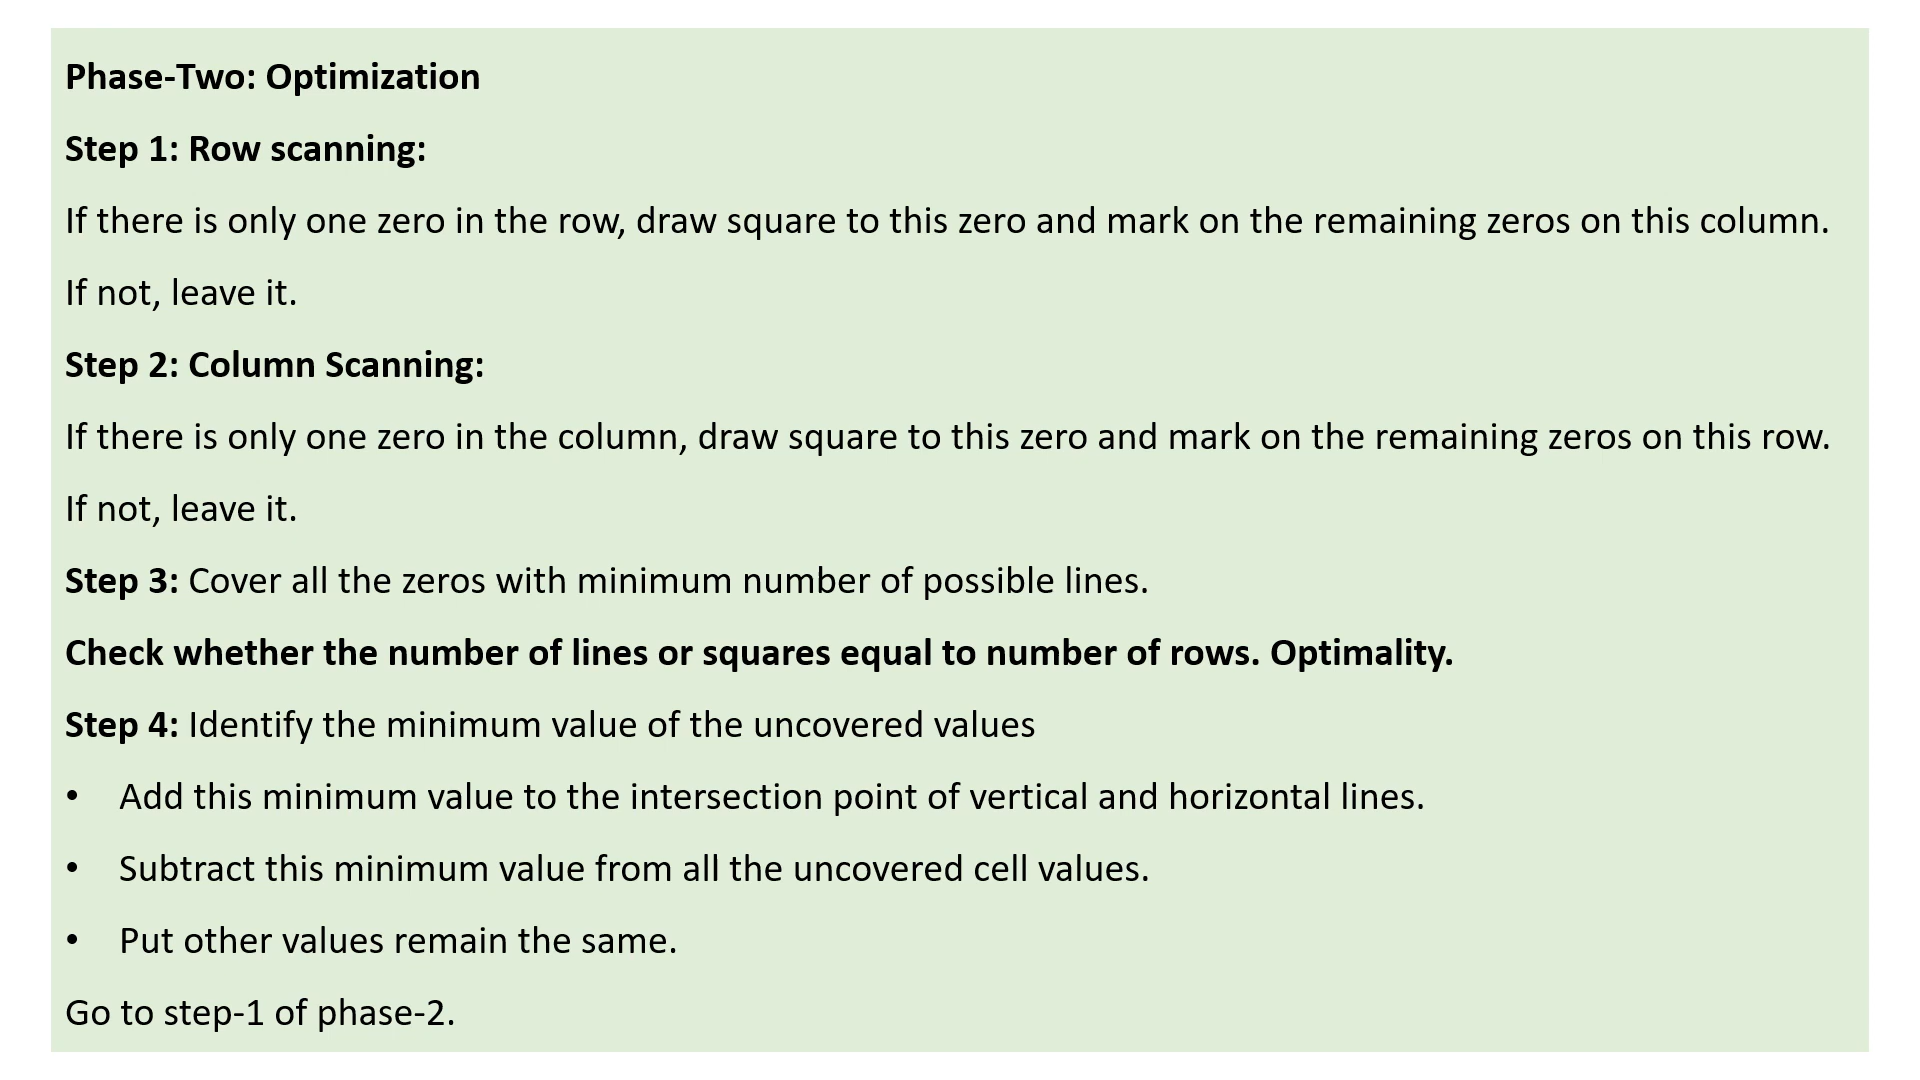 Phase-Two: Optimization
Step 1: Row scanning:
If there is only one zero in the row, draw square to this zero and mark on the remaining zeros on this column.
If not, leave it.
Step 2: Column Scanning:
If there is only one zero in the column, draw square to this zero and mark on the remaining zeros on this row.
If not, leave it.
Step 3: Cover all the zeros with minimum number of possible lines.
Check whether the number of lines or squares equal to number of rows. Optimality.
Step 4: Identify the minimum value of the uncovered values
• Add this minimum value to the intersection point of vertical and horizontal lines.
• Subtract this minimum value from all the uncovered cell values.
• Put other values remain the same.
Go to step-1 of phase-2.